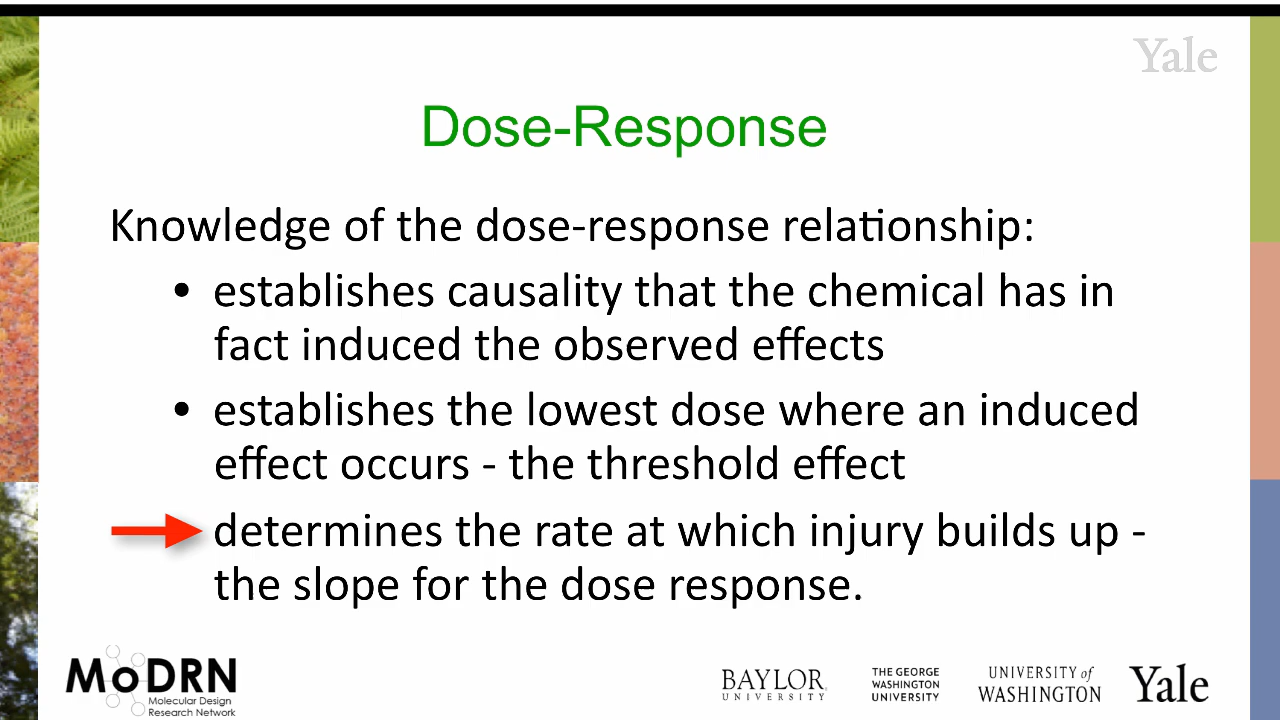 Yale
Dose-Response
Knowledge of the dose-response relationship:
• establishes causality that the chemical has in
fact induced the observed effects
• establishes the lowest dose where an induced
effect occurs - the threshold effect
determines the rate at which injury builds up -
the slope for the dose response.
MoDRN
Molecular Design
Research Network
BAYLOR
UNIVERSITY
THE GEORGE
WASHINGTON
UNIVERSITY
UNIVERSITY of
WASHINGTON
Yale